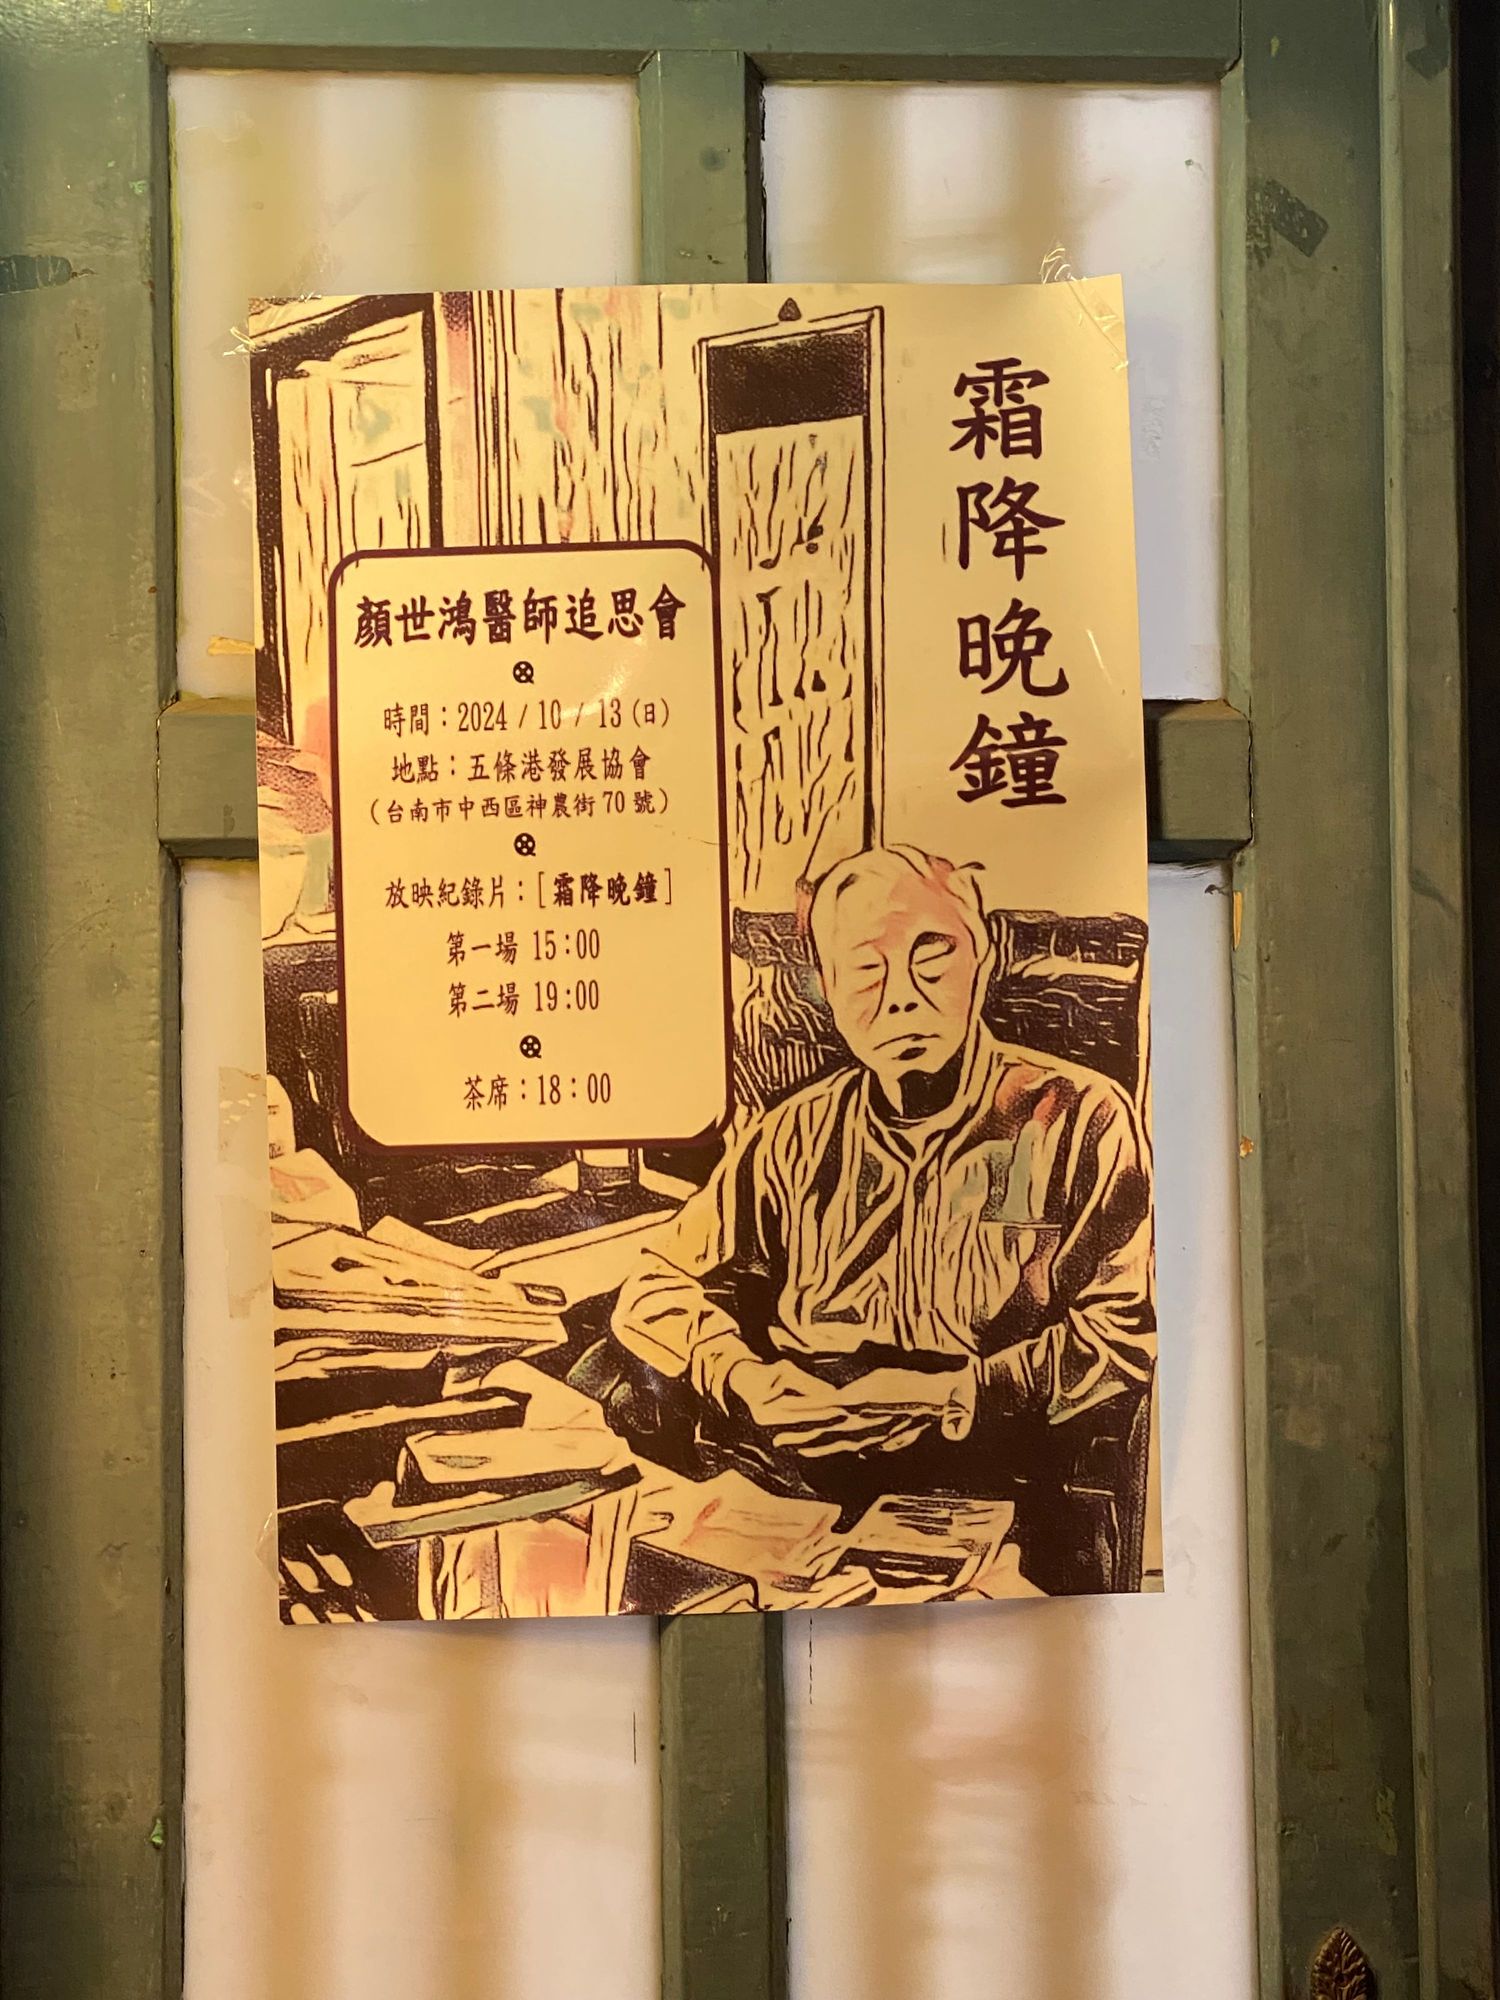 霜降晚鐘
顏世鴻醫師追思會
時間：2024 / 10 / 13 (日)
地點：五條港發展協會
（台南市中西區神農街70號）
放映紀錄片：[霜降晚鐘]
第一場 15:00
第二場 19:00
茶席：18：00